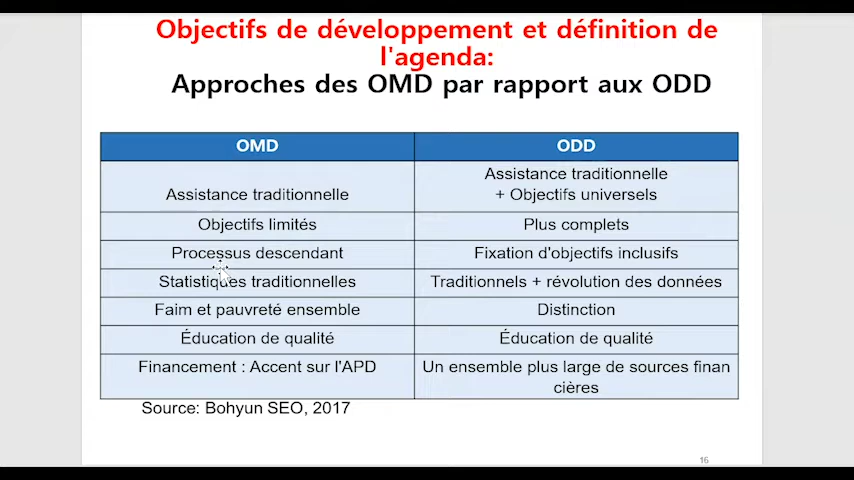 Objectifs de développement et définition de
l'agenda:
Approches des OMD par rapport aux ODD
OMD
ODD
Assistance traditionnelle
Assistance traditionnelle
+ Objectifs universels
Objectifs limités
Plus complets
Processus descendant
Fixation d'objectifs inclusifs
Statistiques traditionnelles
Traditionnels + révolution des données
Faim et pauvreté ensemble
Distinction
Éducation de qualité
Éducation de qualité
Financement : Accent sur l'APD
Un ensemble plus large de sources finan
cières
Source: Bohyun SEO, 2017
16